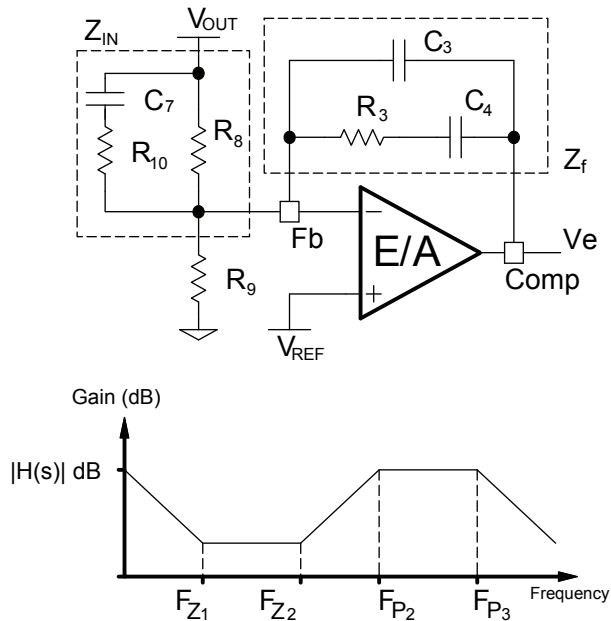 Z_IN
V_OUT
C_3
C_7
R_8
R_3
C_4
R_10
Z_f
Fb
E/A
Ve
Comp
R_9
V_REF
Gain (dB)
|H(s)| dB
F_Z1
F_Z2
F_P2
F_P3
Frequency